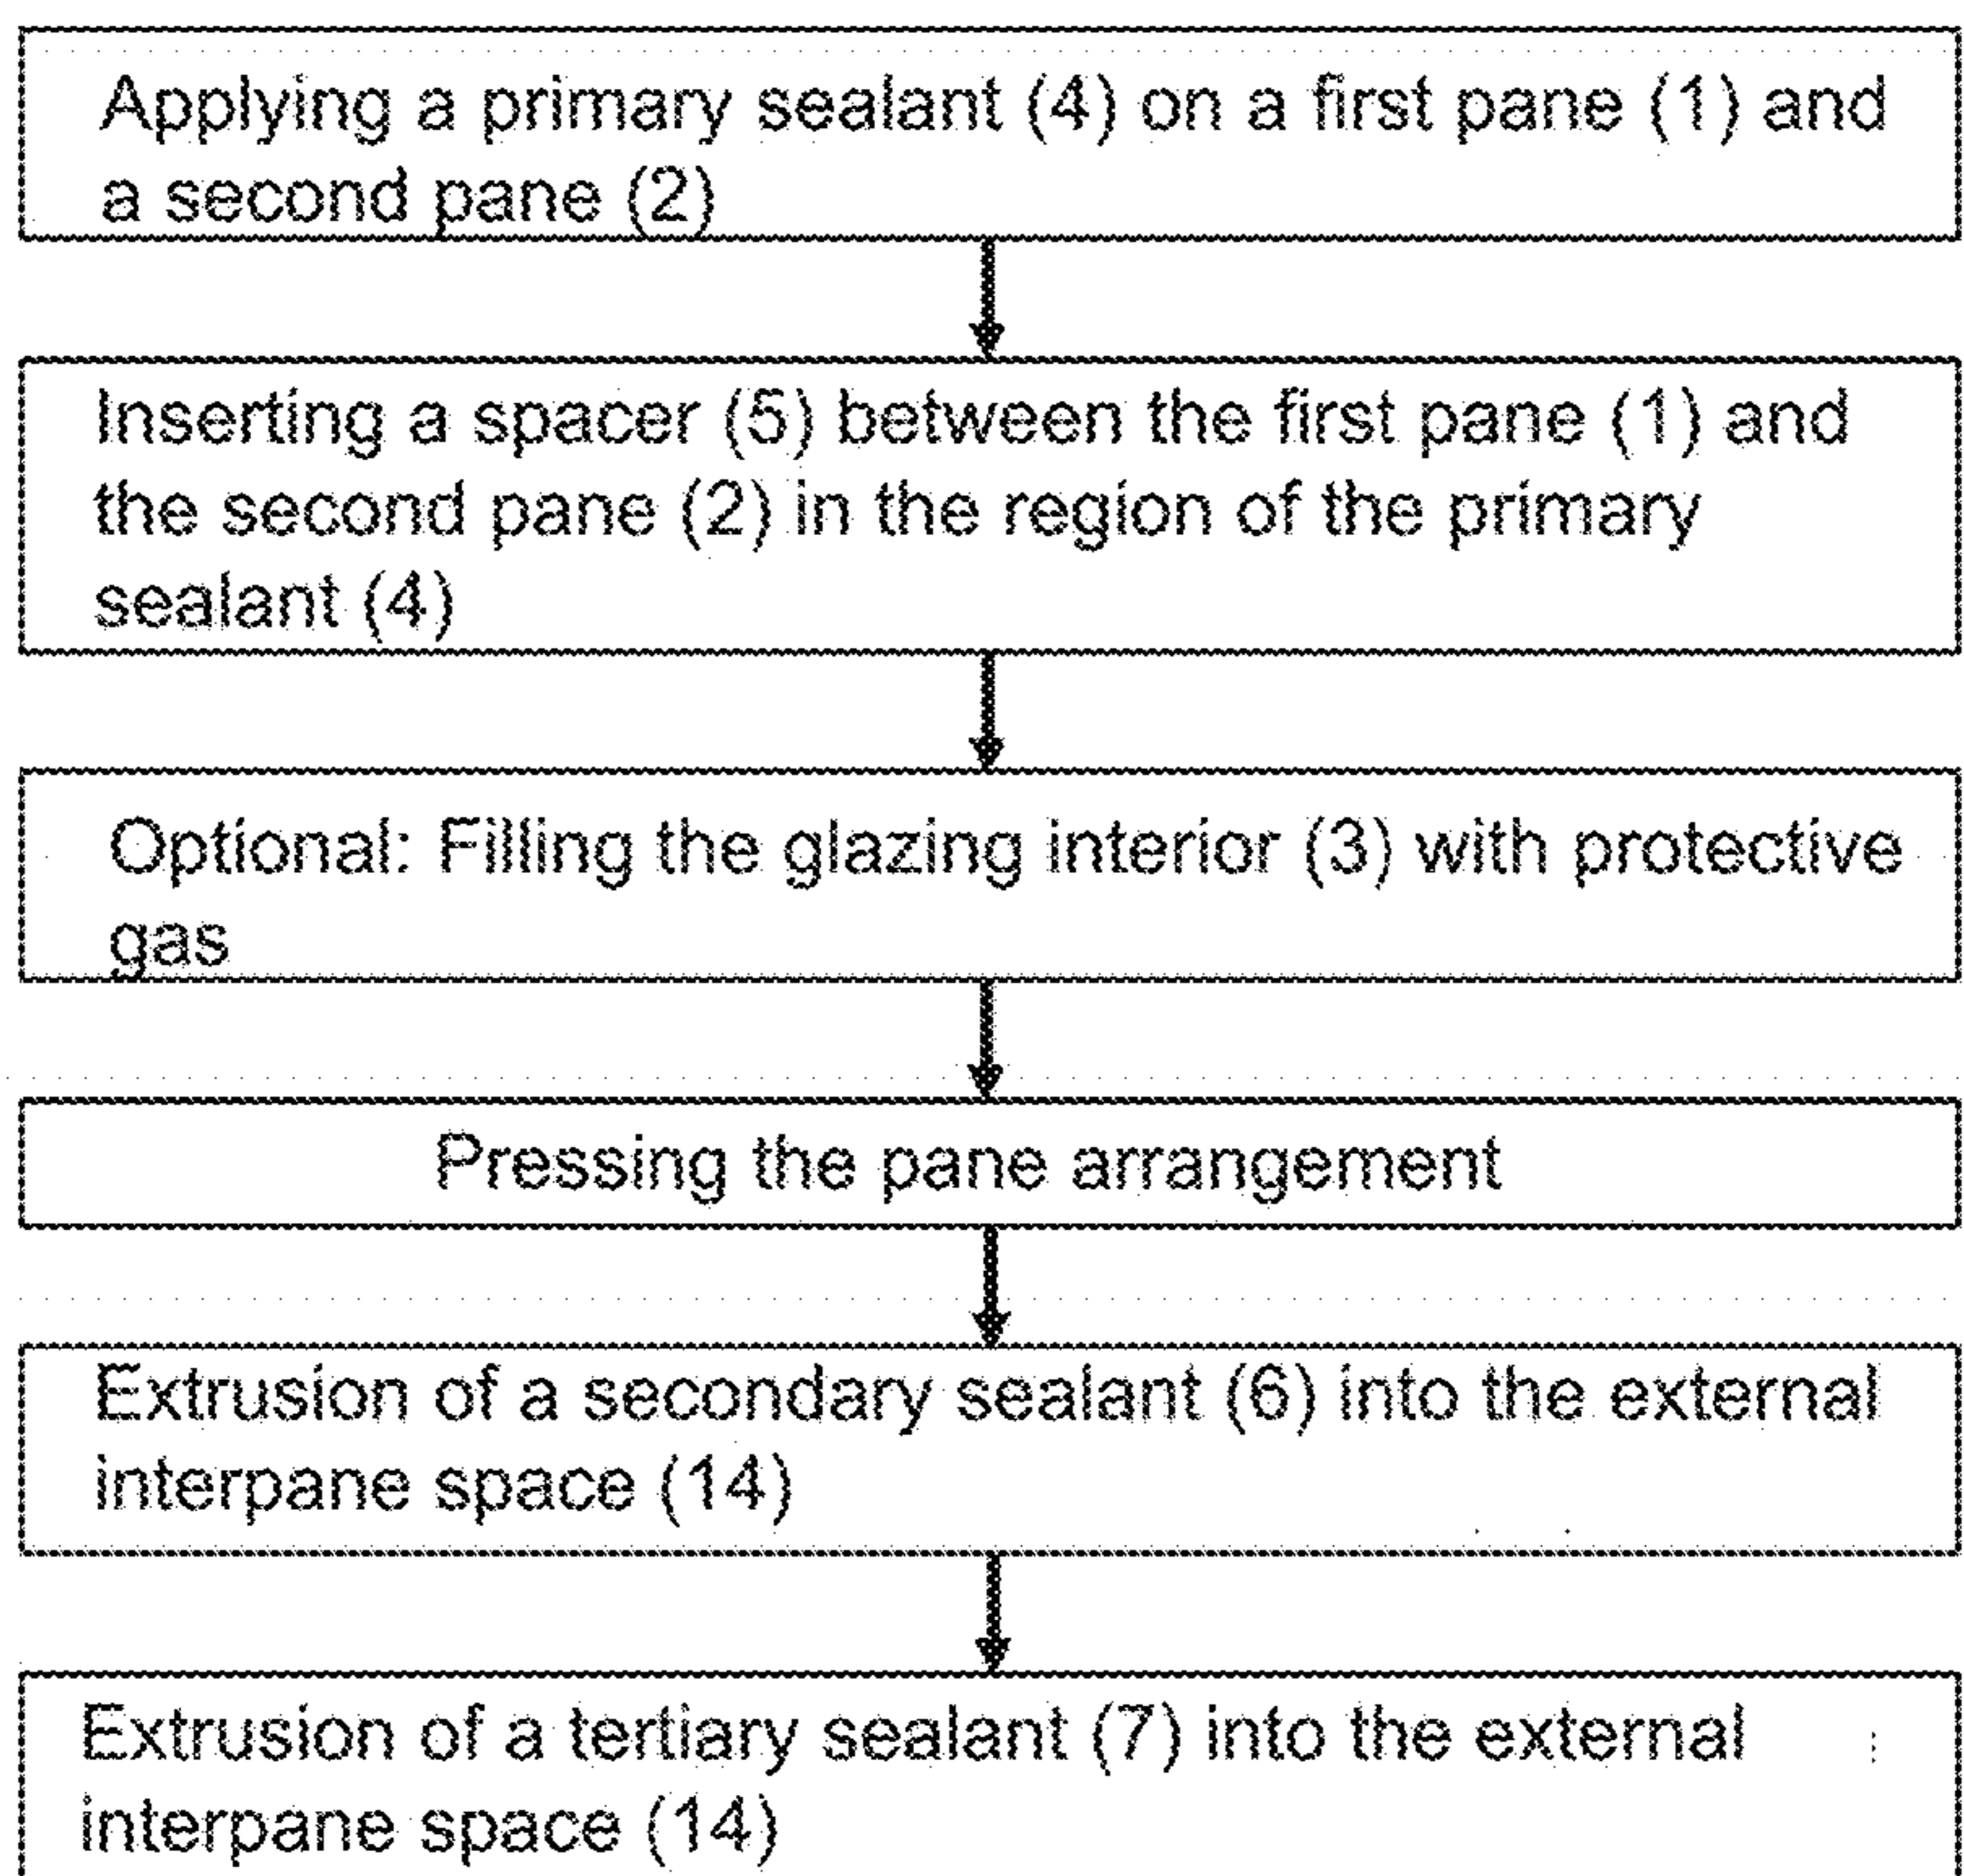 Applying a primary sealant (4) on a first pane (1) and
a second pane (2)
Inserting a spacer (5) between the first pane (1) and
the second pane (2) in the region of the primary
sealant (4)
Optional: Filling the glazing interior (3) with protective
gas
Pressing the pane arrangement
Extrusion of a secondary sealant (6) into the external
interpane space (14)
Extrusion of a tertiary sealant (7) into the external
interpane space (14)